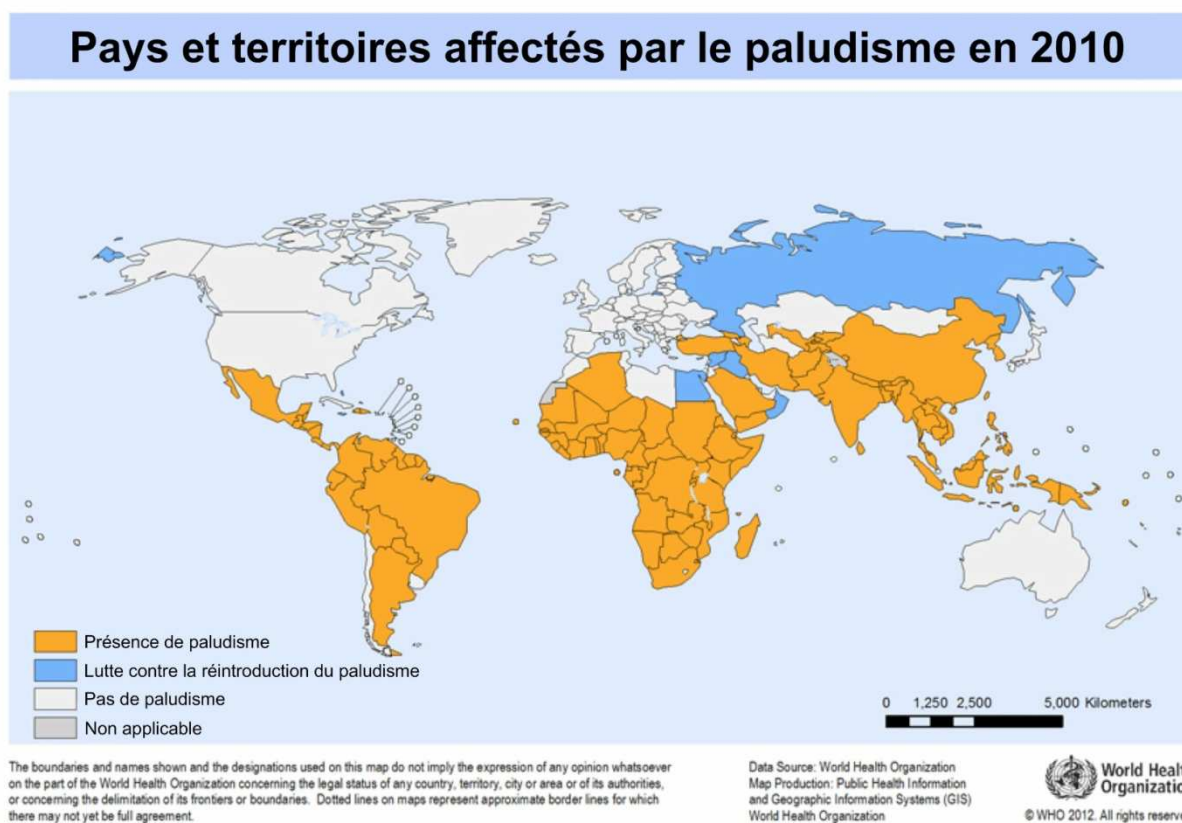 Pays et territoires affectés par le paludisme en 2010
Présence de paludisme
Lutte contre la réintroduction du paludisme
Pas de paludisme
Non applicable
0 1,250 2,500 5,000 Kilometers
The boundaries and names shown and the designations used on this map do not imply the expression of any opinion whatsoever
on the part of the World Health Organization concerning the legal status of any country, territory, city or area or of its authorities,
or concerning the delimitation of its frontiers or boundaries. Dotted lines on maps represent approximate border lines for which
there may not yet be full agreement.
Data Source: World Health Organization
Map Production: Public Health Information
and Geographic Information Systems (GIS)
World Health Organization
World Heal
Organizatio
© WHO 2012. All rights reserve